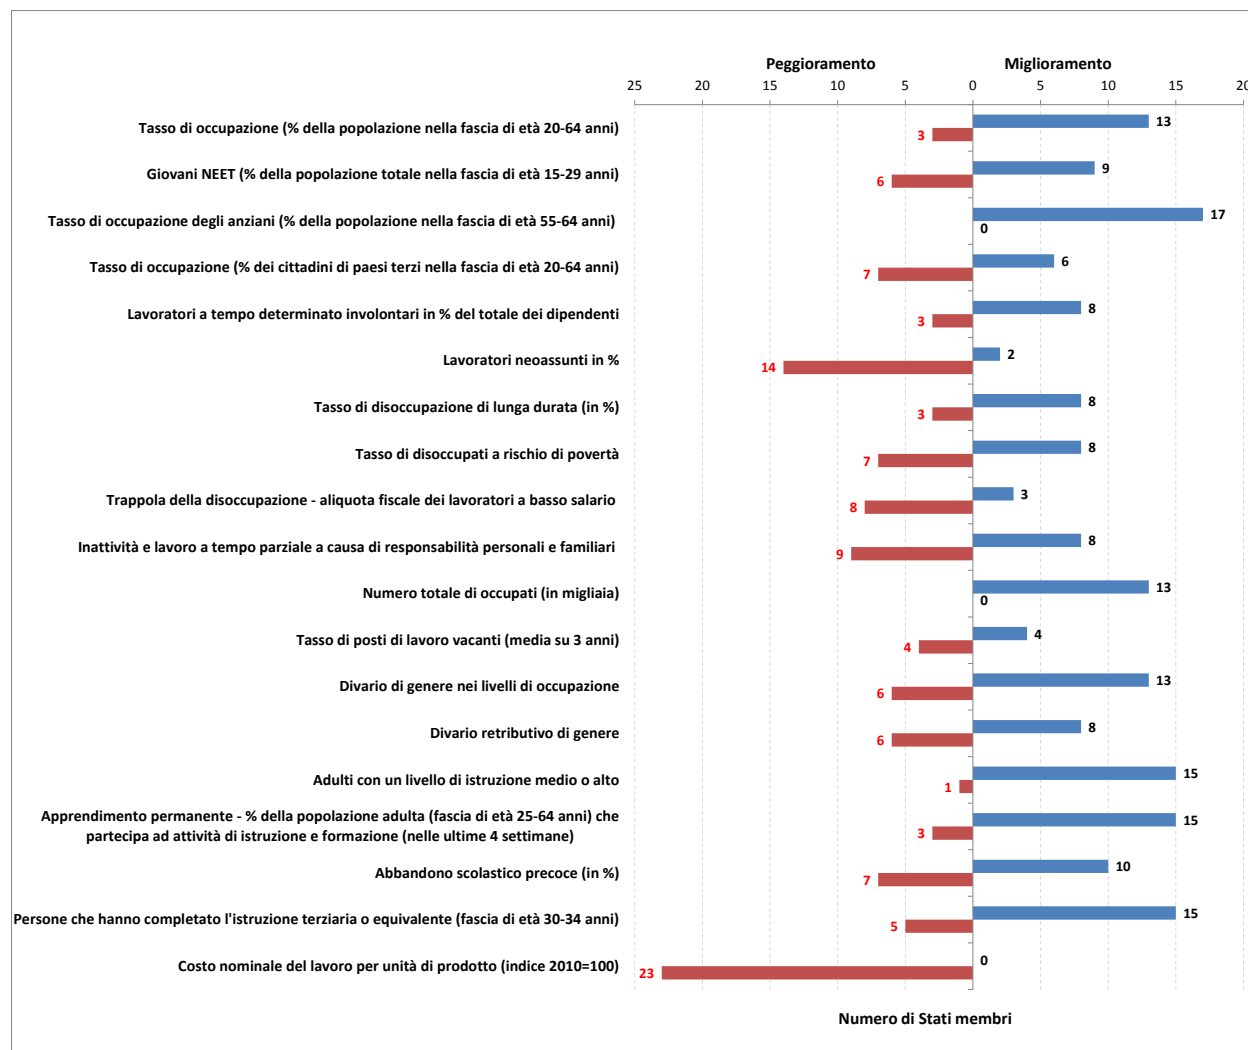 Peggioramento Miglioramento
25 20 15 10 5 0 5 10 15 20
Tasso di occupazione (% della popolazione nella fascia di età 20-64 anni) 3 13
Giovani NEET (% della popolazione totale nella fascia di età 15-29 anni) 6 9
Tasso di occupazione degli anziani (% della popolazione nella fascia di età 55-64 anni) 0 17
Tasso di occupazione (% dei cittadini di paesi terzi nella fascia di età 20-64 anni) 7 6
Lavoratori a tempo determinato involontari in % del totale dei dipendenti 3 8
Lavoratori neoassunti in % 14 2
Tasso di disoccupazione di lunga durata (in %) 3 8
Tasso di disoccupati a rischio di povertà 7 8
Trappola della disoccupazione - aliquota fiscale dei lavoratori a basso salario 8 3
Inattività e lavoro a tempo parziale a causa di responsabilità personali e familiari 9 8
Numero totale di occupati (in migliaia) 0 13
Tasso di posti di lavoro vacanti (media su 3 anni) 4 4
Divario di genere nei livelli di occupazione 6 13
Divario retributivo di genere 6 8
Adulti con un livello di istruzione medio o alto 1 15
Apprendimento permanente - % della popolazione adulta (fascia di età 25-64 anni) che
partecipa ad attività di istruzione e formazione (nelle ultime 4 settimane) 3 15
Abbandono scolastico precoce (in %) 7 10
Persone che hanno completato l'istruzione terziaria o equivalente (fascia di età 30-34 anni) 5 15
Costo nominale del lavoro per unità di prodotto (indice 2010=100) 23 0
Numero di Stati membri